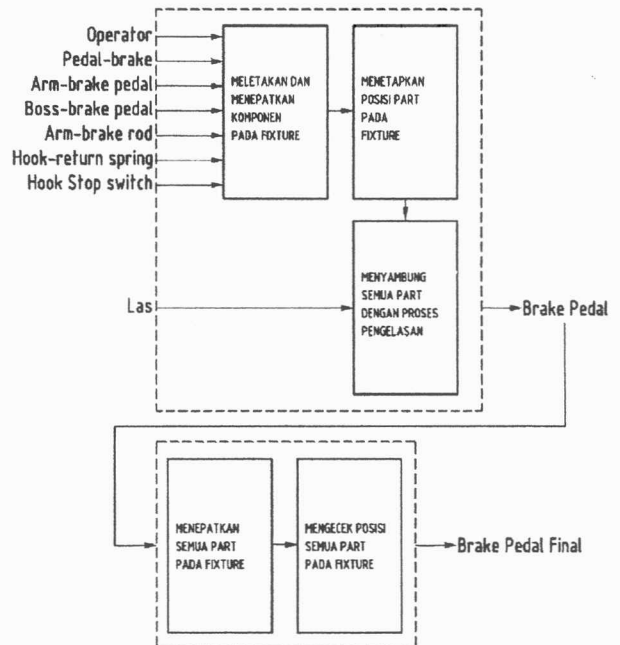 Operator
Pedal-brake
Arm-brake pedal
Boss-brake pedal
Arm-brake rod
Hook-return spring
Hook Stop switch
MELETAKAN DAN
MENEPATKAN
KOMPONEN
PADA FIXTURE
MENETAPKAN
POSISI PART
PADA
FIXTURE
Las
MENYAMBUNG
SEMUA PART
DENGAN PROSES
PENGELASAN
Brake Pedal
MENEPATKAN
SEMUA PART
PADA FIXTURE
MENGECEK POSISI
SEMUA PART
PADA FIXTURE
Brake Pedal Final